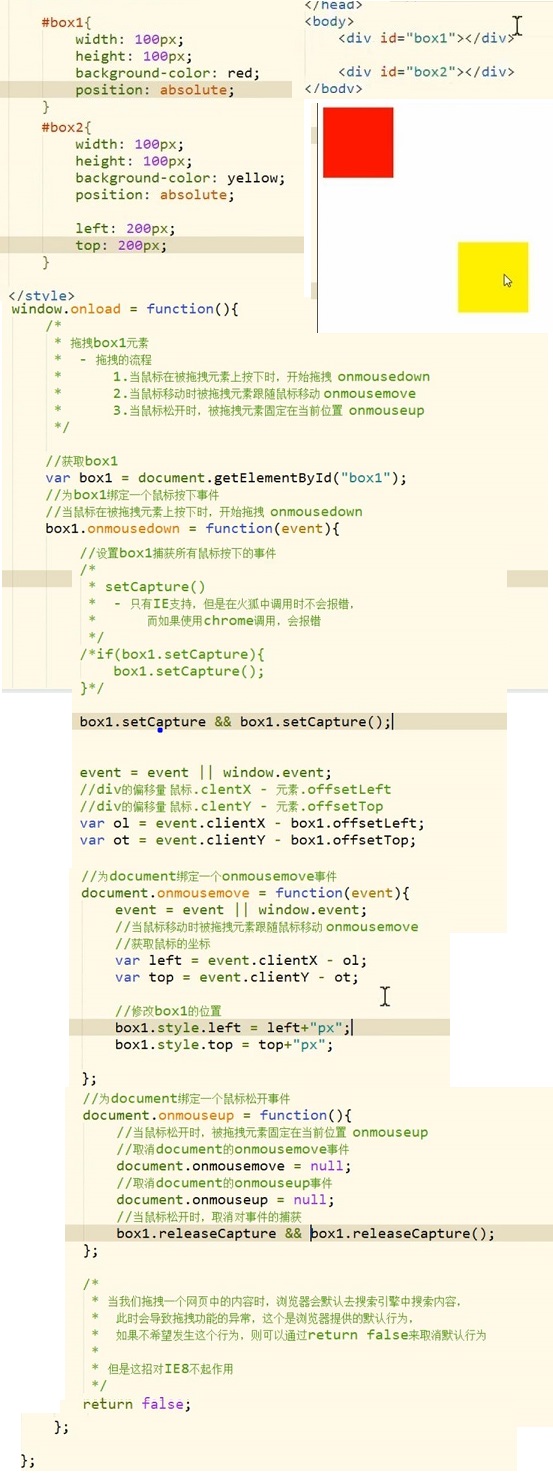 #box1{
width: 100px;
height: 100px;
background-color: red;
position: absolute;
}
#box2{
width: 100px;
height: 100px;
background-color: yellow;
position: absolute;
left: 200px;
top: 200px;
}
</style>
</head>
<body>
<div id="box1"></div>
<div id="box2"></div>
</body>
window.onload = function(){
/*
* 拖拽box1元素
* - 拖拽的流程
* 1.当鼠标在被拖拽元素上按下时，开始拖拽 onmousedown
* 2.当鼠标移动时被拖拽元素跟随鼠标移动 onmousemove
* 3.当鼠标松开时，被拖拽元素固定在当前位置 onmouseup
*/
//获取box1
var box1 = document.getElementById("box1");
//为box1绑定一个鼠标按下事件
//当鼠标在被拖拽元素上按下时，开始拖拽 onmousedown
box1.onmousedown = function(event){
//设置box1捕获所有鼠标按下的事件
/*
* setCapture()
* - 只有IE支持，但是在火狐中调用时不会报错，
* 而如果使用chrome调用，会报错
*/
/*if(box1.setCapture){
box1.setCapture();
}*/
box1.setCapture && box1.setCapture();
event = event || window.event;
//div的偏移量 鼠标.clentX - 元素.offsetLeft
//div的偏移量 鼠标.clentY - 元素.offsetTop
var ol = event.clientX - box1.offsetLeft;
var ot = event.clientY - box1.offsetTop;
//为document绑定一个onmousemove事件
document.onmousemove = function(event){
event = event || window.event;
//当鼠标移动时被拖拽元素跟随鼠标移动 onmousemove
//获取鼠标的坐标
var left = event.clientX - ol;
var top = event.clientY - ot;
//修改box1的位置
box1.style.left = left+"px";
box1.style.top = top+"px";
};
//为document绑定一个鼠标松开事件
document.onmouseup = function(){
//当鼠标松开时，被拖拽元素固定在当前位置 onmouseup
//取消document的onmousemove事件
document.onmousemove = null;
//取消document的onmouseup事件
document.onmouseup = null;
//当鼠标松开时，取消对事件的捕获
box1.releaseCapture && box1.releaseCapture();
};
/*
* 当我们拖拽一个网页中的内容时，浏览器会默认去搜索引擎中搜索内容，
* 此时会导致拖拽功能的异常，这个是浏览器提供的默认行为，
* 如果不希望发生这个行为，则可以通过return false来取消默认行为
*
* 但是这招对IE8不起作用
*/
return false;
};
};